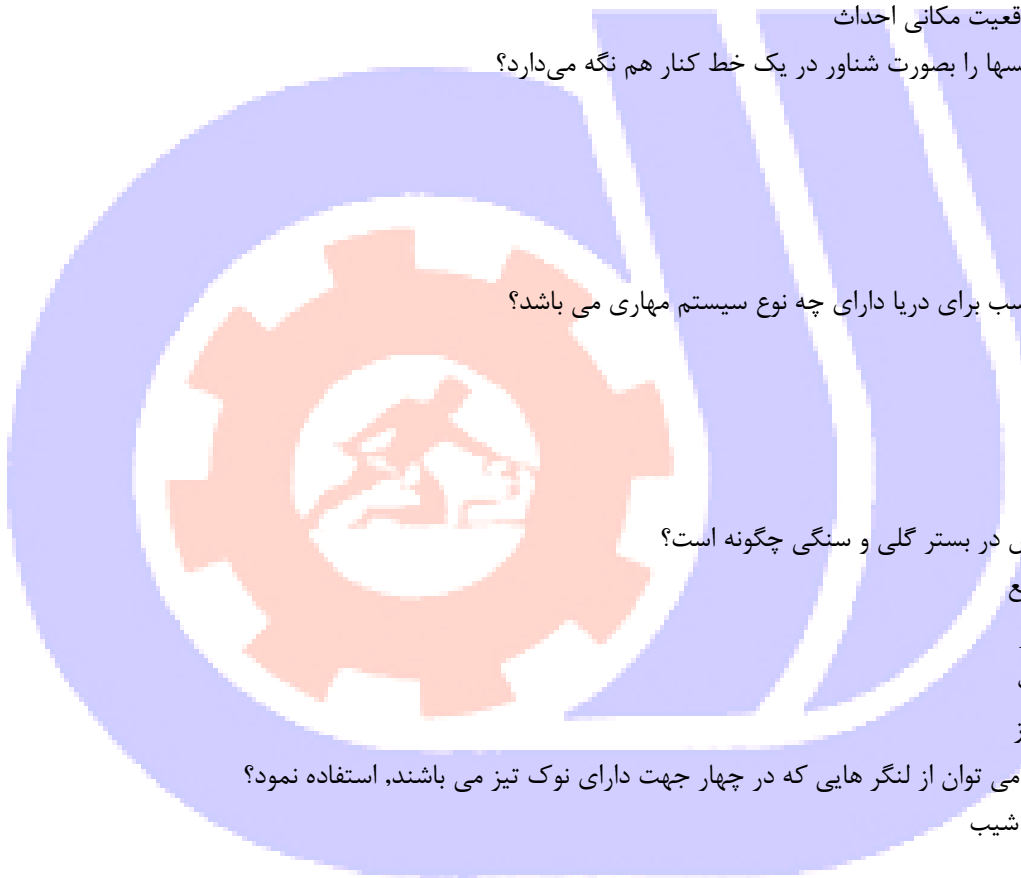 قعیت مکانی احداث
سها را بصورت شناور در یک خط کنار هم نگه می‌دارد؟
سب برای دریا دارای چه نوع سیستم مهاری می باشد؟
در بستر گلی و سنگی چگونه است؟
ع
می توان از لنگر هایی که در چهار جهت دارای نوک تیز می باشند, استفاده نمود؟
شیب